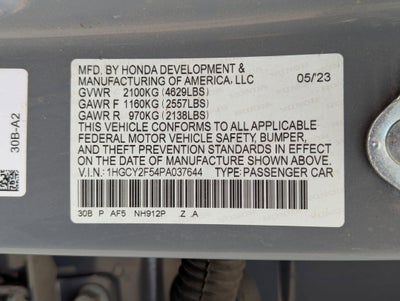 MFD. BY HONDA DEVELOPMENT &
MANUFACTURING OF AMERICA, LLC 05/23
GVWR 2100KG (4629LBS)
GAWR F 1160KG (2557LBS)
GAWR R 970KG (2138LBS)
THIS VEHICLE CONFORMS TO ALL APPLICABLE
FEDERAL MOTOR VEHICLE SAFETY, BUMPER,
AND THEFT PREVENTION STANDARDS IN EFFECT
ON THE DATE OF MANUFACTURE SHOWN ABOVE.
V.I.N: 1HGCY2F54PA037644 TYPE: PASSENGER CAR
30B P AF5 NH912P Z .A
30B-A2